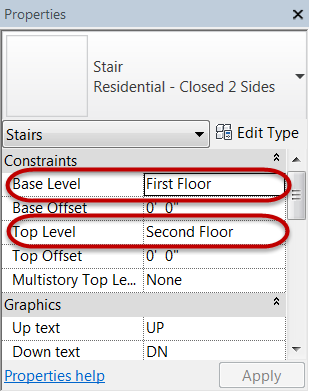 Properties
Stair
Residential - Closed 2 Sides
Stairs Edit Type
Constraints
Base Level First Floor
Base Offset 0' 0"
Top Level Second Floor
Top Offset 0' 0"
Multistory Top Le... None
Graphics
Up text UP
Down text DN
Properties help Apply